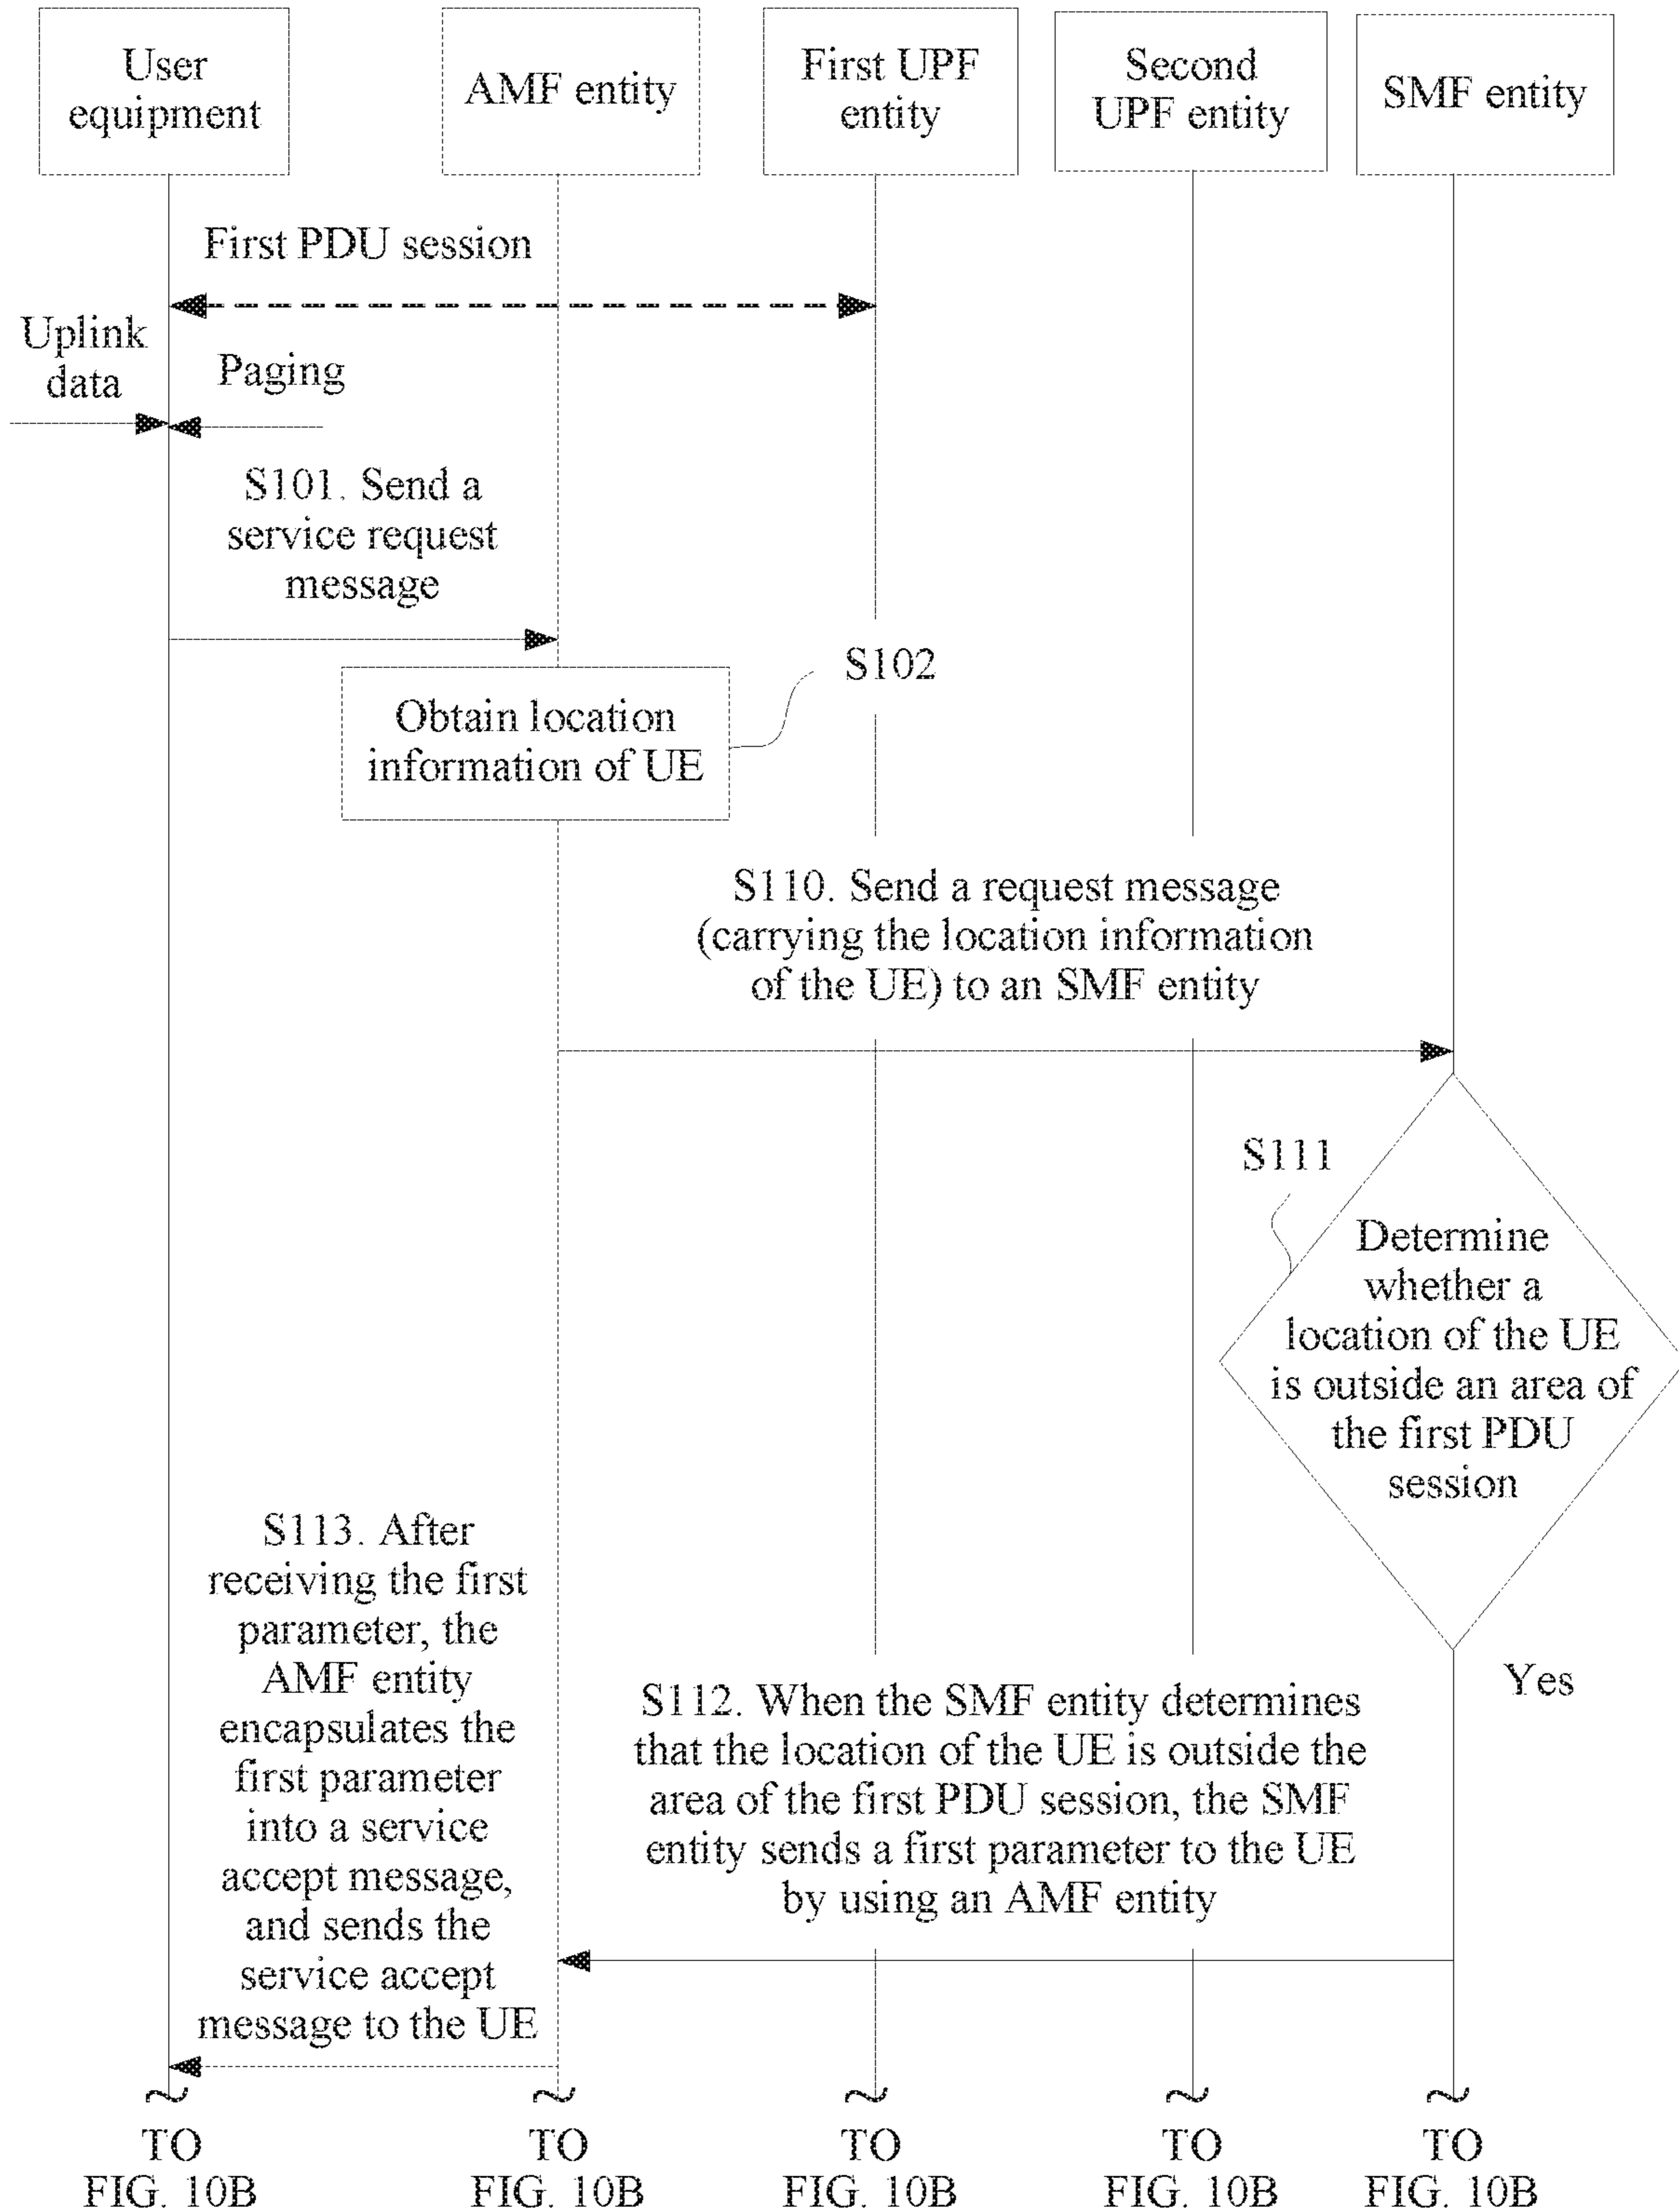 User
equipment
AMF entity
First UPF
entity
Second
UPF entity
SMF entity
First PDU session
Uplink
data
Paging
S101. Send a
service request
message
S102
Obtain location
information of UE
S110. Send a request message
(carrying the location information
of the UE) to an SMF entity
S111
Determine
whether a
location of the UE
is outside an area of
the first PDU
session
Yes
S112. When the SMF entity determines
that the location of the UE is outside the
area of the first PDU session, the SMF
entity sends a first parameter to the UE
by using an AMF entity
S113. After
receiving the first
parameter, the
AMF entity
encapsulates the
first parameter
into a service
accept message,
and sends the
service accept
message to the UE
TO
FIG. 10B
TO
FIG. 10B
TO
FIG. 10B
TO
FIG. 10B
TO
FIG. 10B